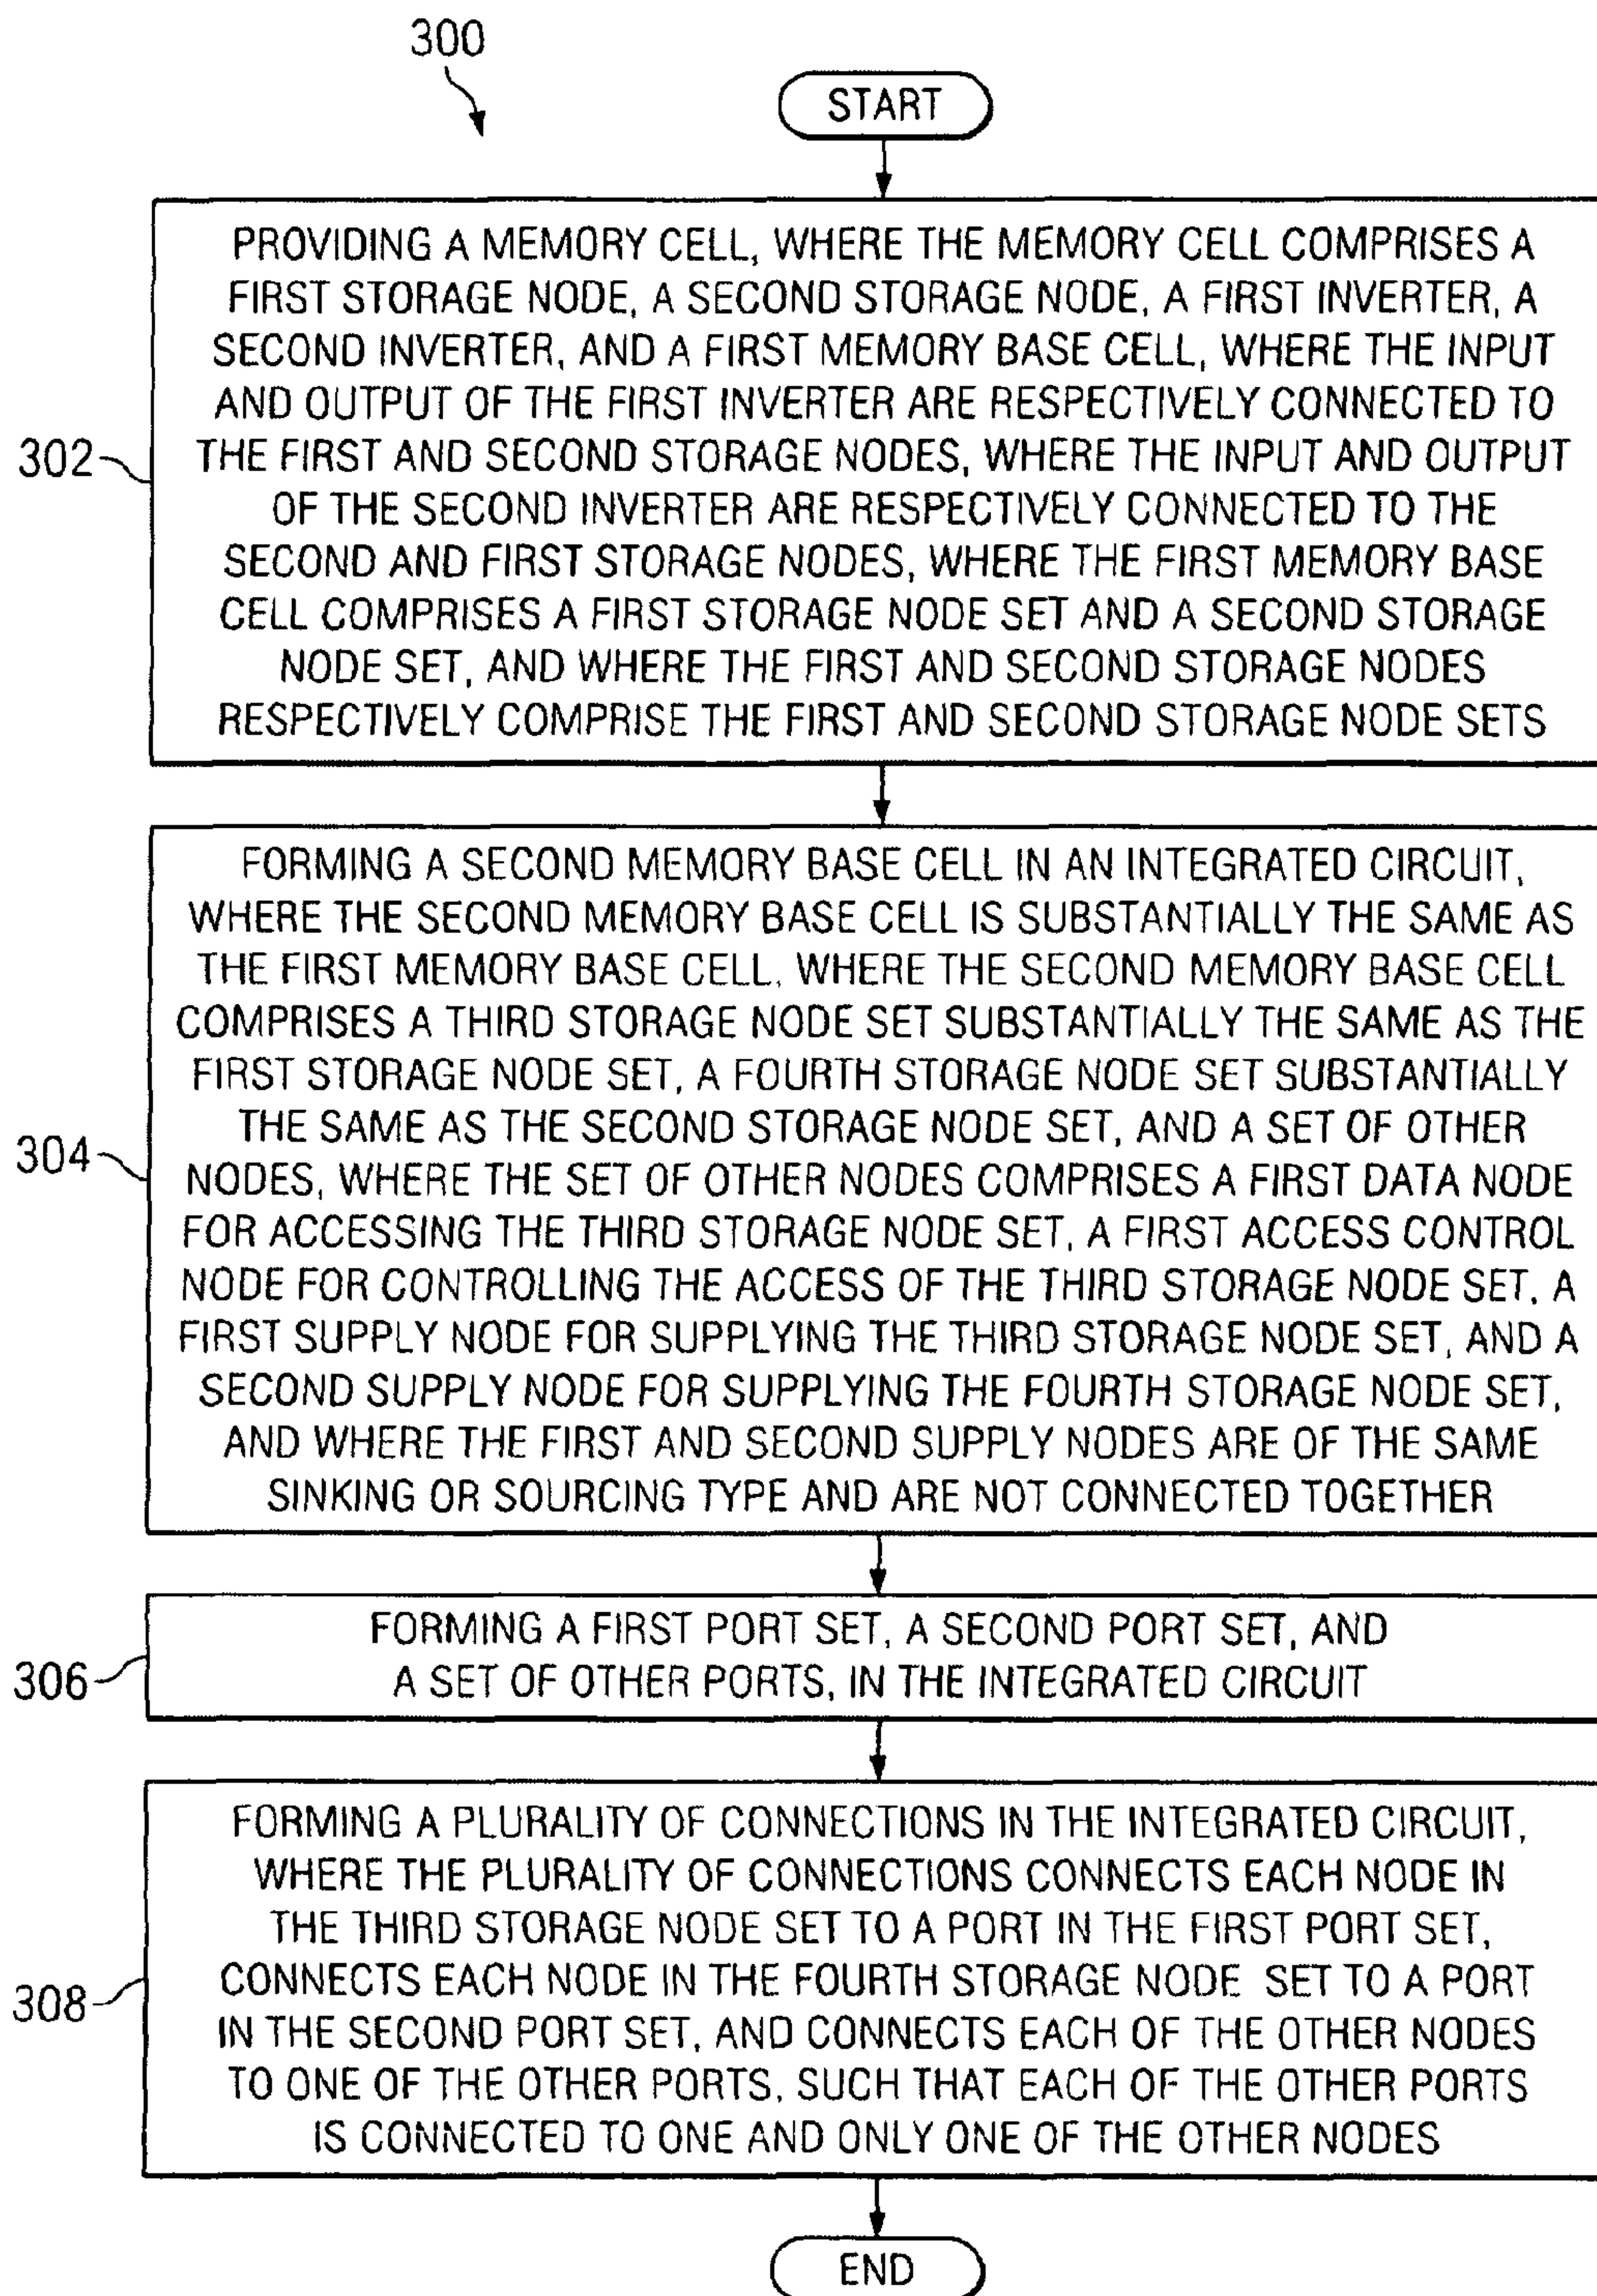 300
START
302
PROVIDING A MEMORY CELL, WHERE THE MEMORY CELL COMPRISES A
FIRST STORAGE NODE, A SECOND STORAGE NODE, A FIRST INVERTER, A
SECOND INVERTER, AND A FIRST MEMORY BASE CELL, WHERE THE INPUT
AND OUTPUT OF THE FIRST INVERTER ARE RESPECTIVELY CONNECTED TO
THE FIRST AND SECOND STORAGE NODES, WHERE THE INPUT AND OUTPUT
OF THE SECOND INVERTER ARE RESPECTIVELY CONNECTED TO THE
SECOND AND FIRST STORAGE NODES, WHERE THE FIRST MEMORY BASE
CELL COMPRISES A FIRST STORAGE NODE SET AND A SECOND STORAGE
NODE SET, AND WHERE THE FIRST AND SECOND STORAGE NODES
RESPECTIVELY COMPRISE THE FIRST AND SECOND STORAGE NODE SETS
304
FORMING A SECOND MEMORY BASE CELL IN AN INTEGRATED CIRCUIT,
WHERE THE SECOND MEMORY BASE CELL IS SUBSTANTIALLY THE SAME AS
THE FIRST MEMORY BASE CELL, WHERE THE SECOND MEMORY BASE CELL
COMPRISES A THIRD STORAGE NODE SET SUBSTANTIALLY THE SAME AS THE
FIRST STORAGE NODE SET, A FOURTH STORAGE NODE SET SUBSTANTIALLY
THE SAME AS THE SECOND STORAGE NODE SET, AND A SET OF OTHER
NODES, WHERE THE SET OF OTHER NODES COMPRISES A FIRST DATA NODE
FOR ACCESSING THE THIRD STORAGE NODE SET, A FIRST ACCESS CONTROL
NODE FOR CONTROLLING THE ACCESS OF THE THIRD STORAGE NODE SET, A
FIRST SUPPLY NODE FOR SUPPLYING THE THIRD STORAGE NODE SET, AND A
SECOND SUPPLY NODE FOR SUPPLYING THE FOURTH STORAGE NODE SET,
AND WHERE THE FIRST AND SECOND SUPPLY NODES ARE OF THE SAME
SINKING OR SOURCING TYPE AND ARE NOT CONNECTED TOGETHER
306
FORMING A FIRST PORT SET, A SECOND PORT SET, AND
A SET OF OTHER PORTS, IN THE INTEGRATED CIRCUIT
308
FORMING A PLURALITY OF CONNECTIONS IN THE INTEGRATED CIRCUIT,
WHERE THE PLURALITY OF CONNECTIONS CONNECTS EACH NODE IN
THE THIRD STORAGE NODE SET TO A PORT IN THE FIRST PORT SET,
CONNECTS EACH NODE IN THE FOURTH STORAGE NODE SET TO A PORT
IN THE SECOND PORT SET, AND CONNECTS EACH OF THE OTHER NODES
TO ONE OF THE OTHER PORTS, SUCH THAT EACH OF THE OTHER PORTS
IS CONNECTED TO ONE AND ONLY ONE OF THE OTHER NODES
END